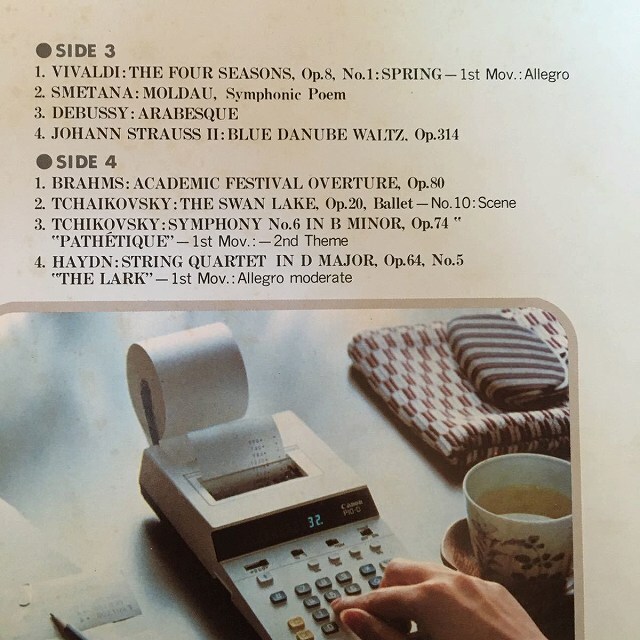 ●SIDE 3
1. VIVALDI: THE FOUR SEASONS, Op.8, No.1: SPRING — 1st Mov.: Allegro
2. SMETANA: MOLDAU, Symphonic Poem
3. DEBUSSY: ARABESQUE
4. JOHANN STRAUSS II: BLUE DANUBE WALTZ, Op.314
●SIDE 4
1. BRAHMS: ACADEMIC FESTIVAL OVERTURE, Op.80
2. TCHAIKOVSKY: THE SWAN LAKE, Op.20, Ballet — No.10: Scene
3. TCHIKOVSKY: SYMPHONY No.6 IN B MINOR, Op.74 "
"PATHÉTIQUE" — 1st Mov.: — 2nd Theme
4. HAYDN: STRING QUARTET IN D MAJOR, Op.64, No.5
"THE LARK" — 1st Mov.: Allegro moderate
Canon
P10-D
32.